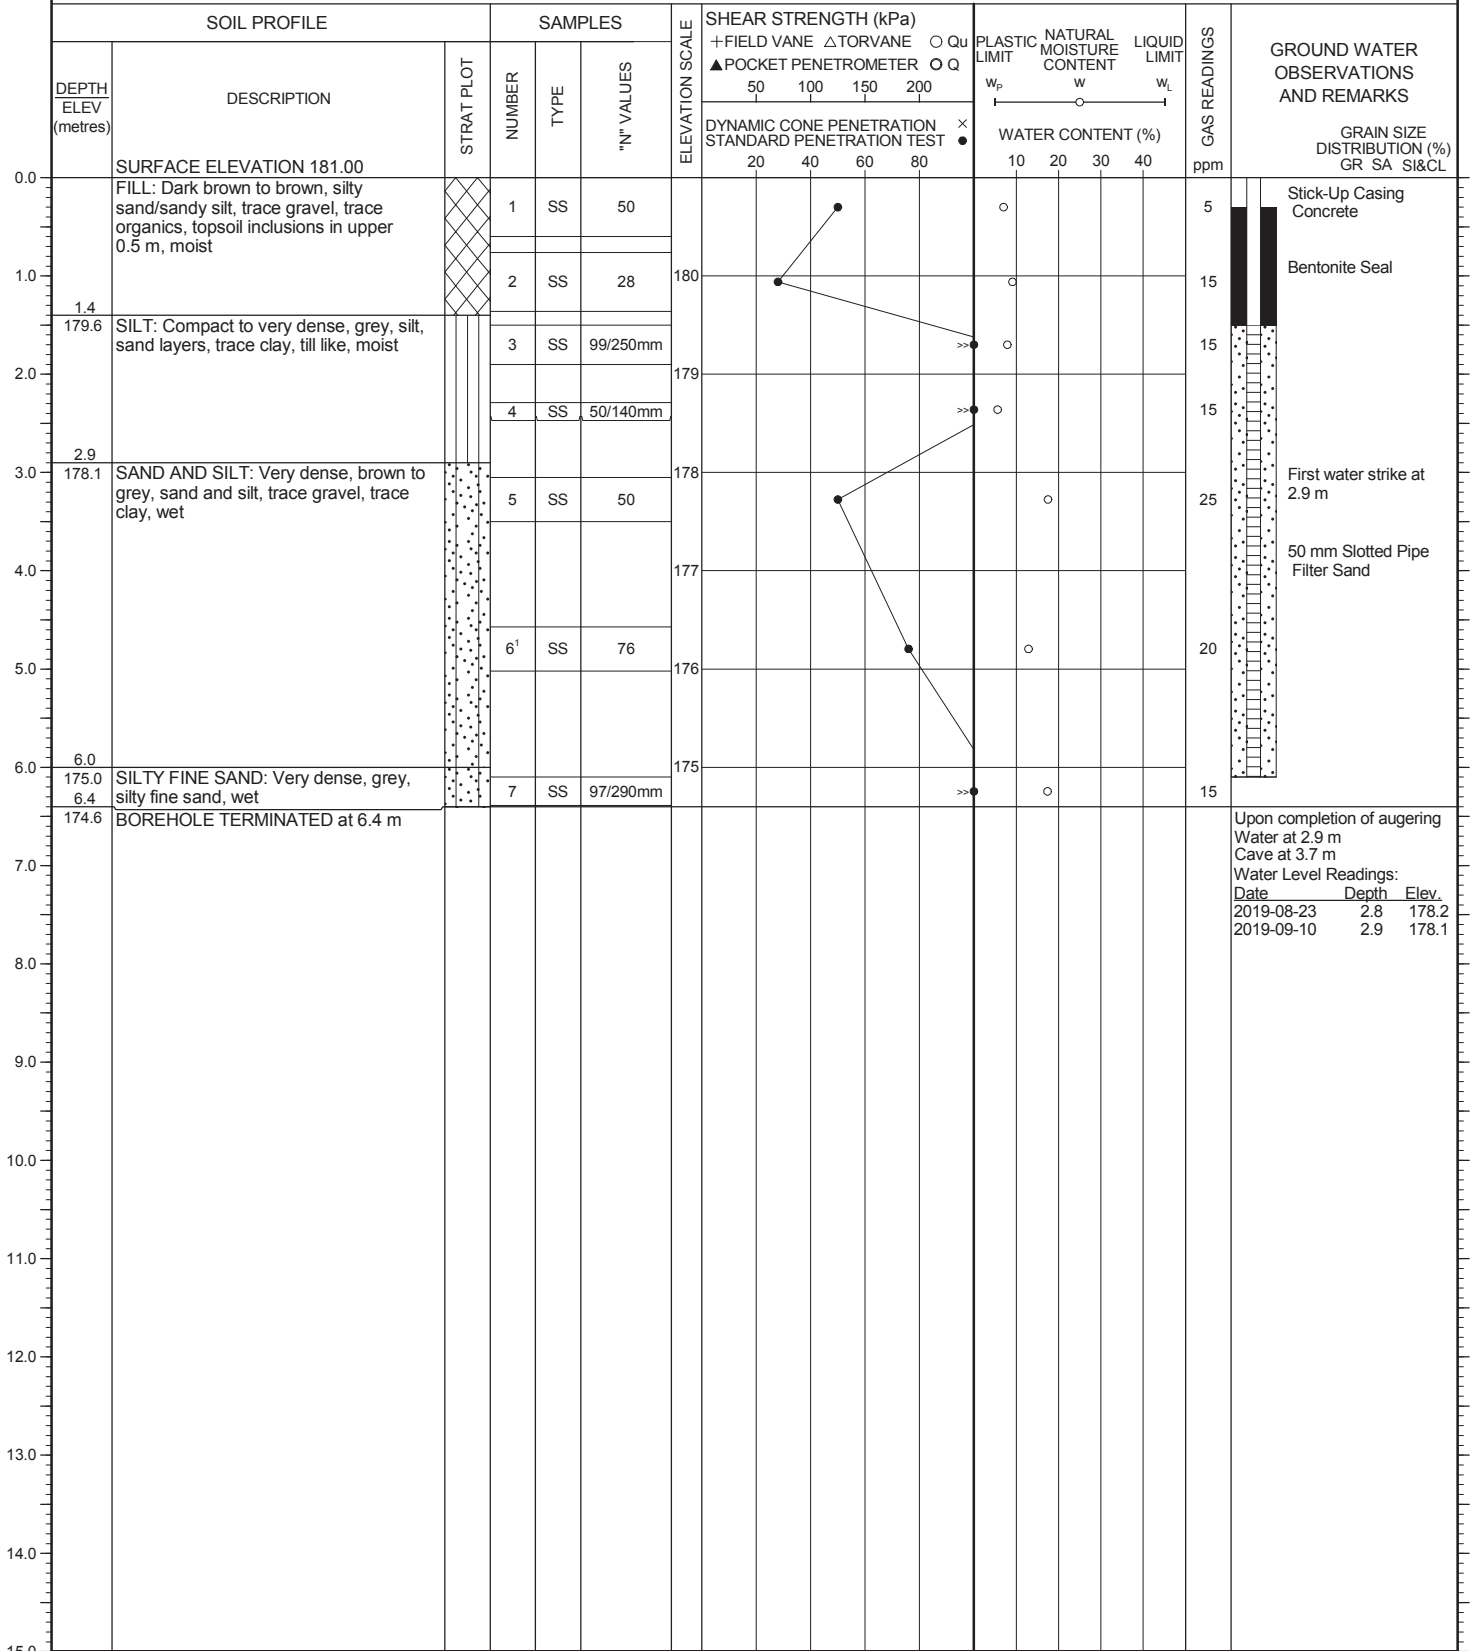 SOIL PROFILE
SAMPLES
DEPTH
ELEV
(metres)
DESCRIPTION
STRAT PLOT
NUMBER
TYPE
"N" VALUES
ELEVATION SCALE
SHEAR STRENGTH (kPa)
+FIELD VANE △TORVANE ○ Qu
▲POCKET PENETROMETER O Q
50 100 150 200
DYNAMIC CONE PENETRATION ×
STANDARD PENETRATION TEST ●
20 40 60 80
PLASTIC LIMIT
NATURAL MOISTURE CONTENT
LIQUID LIMIT
WP W WL
WATER CONTENT (%)
10 20 30 40
GAS READINGS
ppm
GROUND WATER
OBSERVATIONS
AND REMARKS
GRAIN SIZE
DISTRIBUTION (%)
GR SA SI&CL
SURFACE ELEVATION 181.00
0.0
FILL: Dark brown to brown, silty
sand/sandy silt, trace gravel, trace
organics, topsoil inclusions in upper
0.5 m, moist
1 SS 50
5
Stick-Up Casing
Concrete
1.0
2 SS 28
180
15
Bentonite Seal
1.4
179.6
SILT: Compact to very dense, grey, silt,
sand layers, trace clay, till like, moist
3 SS 99/250mm
>>
15
2.0
179
4 SS 50/140mm
>>
15
2.9
178.1
3.0
SAND AND SILT: Very dense, brown to
grey, sand and silt, trace gravel, trace
clay, wet
178
5 SS 50
25
First water strike at
2.9 m
4.0
177
50 mm Slotted Pipe
Filter Sand
6¹ SS 76
20
5.0
176
6.0
6.0
175.0
175
SILTY FINE SAND: Very dense, grey,
silty fine sand, wet
6.4
7 SS 97/290mm
>>
15
174.6
BOREHOLE TERMINATED at 6.4 m
Upon completion of augering
Water at 2.9 m
Cave at 3.7 m
Water Level Readings:
Date Depth Elev.
2019-08-23 2.8 178.2
2019-09-10 2.9 178.1
7.0
8.0
9.0
10.0
11.0
12.0
13.0
14.0
15.0